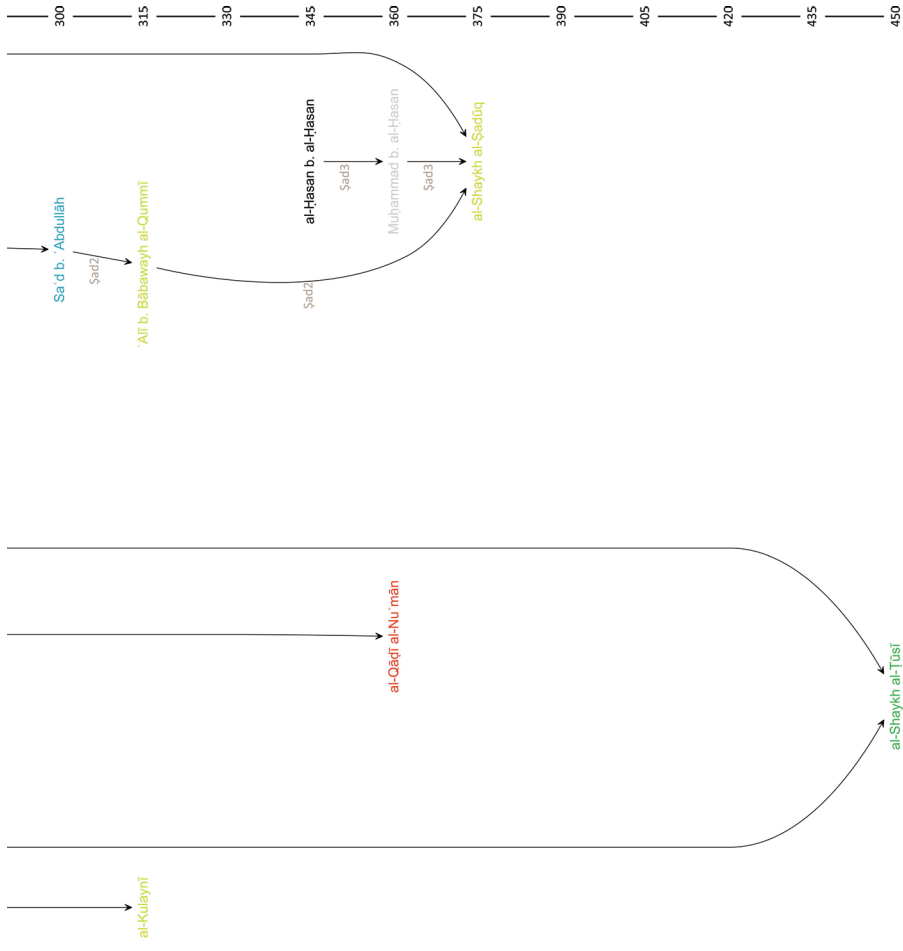 300
315
330
345
360
375
390
405
420
435
450
Saʿd b. ʿAbdullāh
ʿAlī b. Bābawayh al-Qummī
al-Ḥasan b. al-Ḥasan
Muḥammad b. al-Ḥasan
al-Shaykh al-Ṣadūq
Ṣad2
Ṣad2
Ṣad3
Ṣad3
al-Qāḍī al-Nuʿmān
al-Shaykh al-Ṭūsī
al-Kulaynī